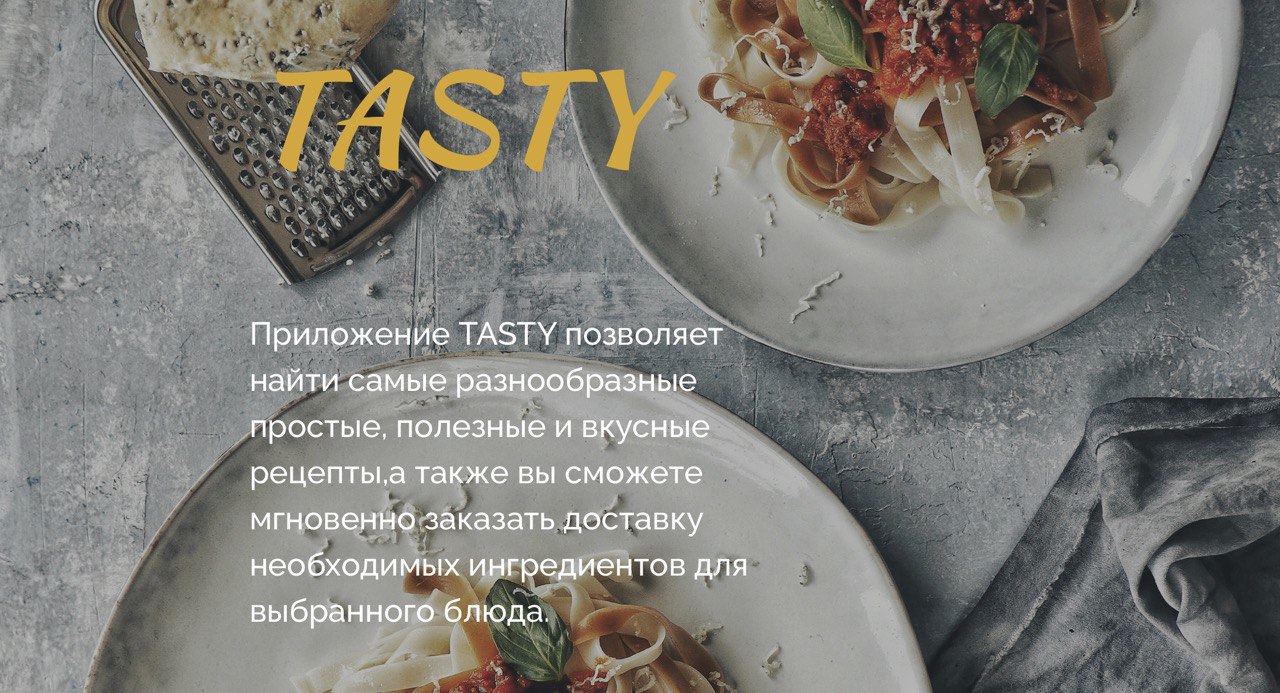 TASTY
Приложение TASTY позволяет
найти самые разнообразные
простые, полезные и вкусные
рецепты,а также вы сможете
мгновенно заказать доставку
необходимых ингредиентов для
выбранного блюда.